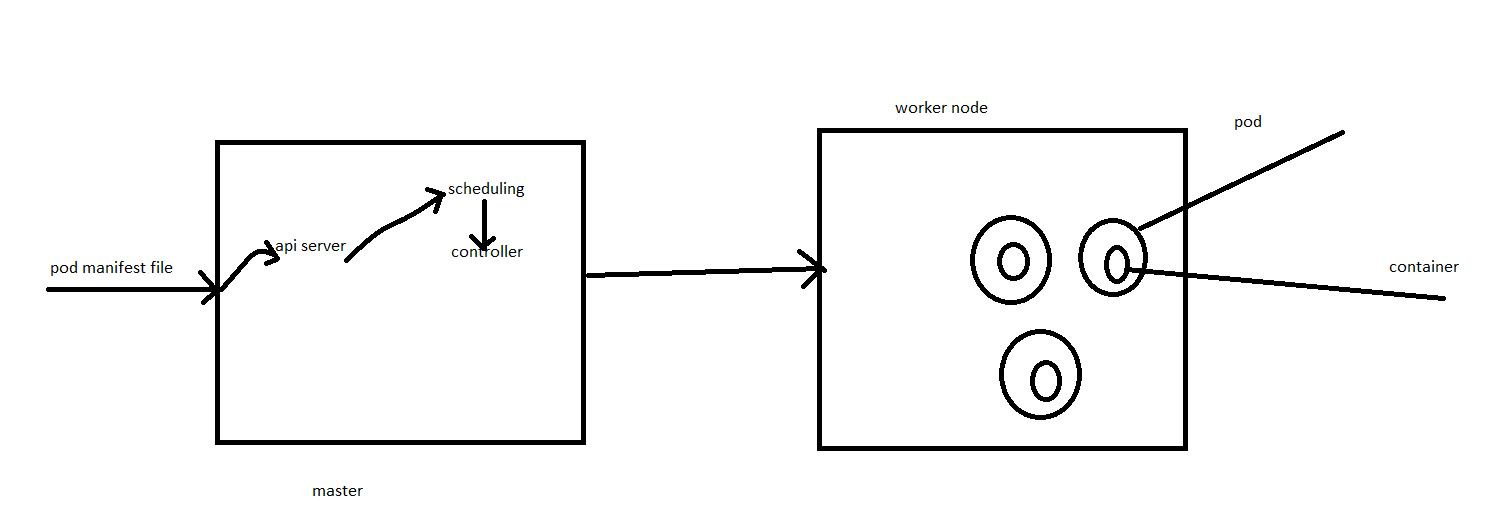 worker node
pod
scheduling
api server
controller
pod manifest file
container
master